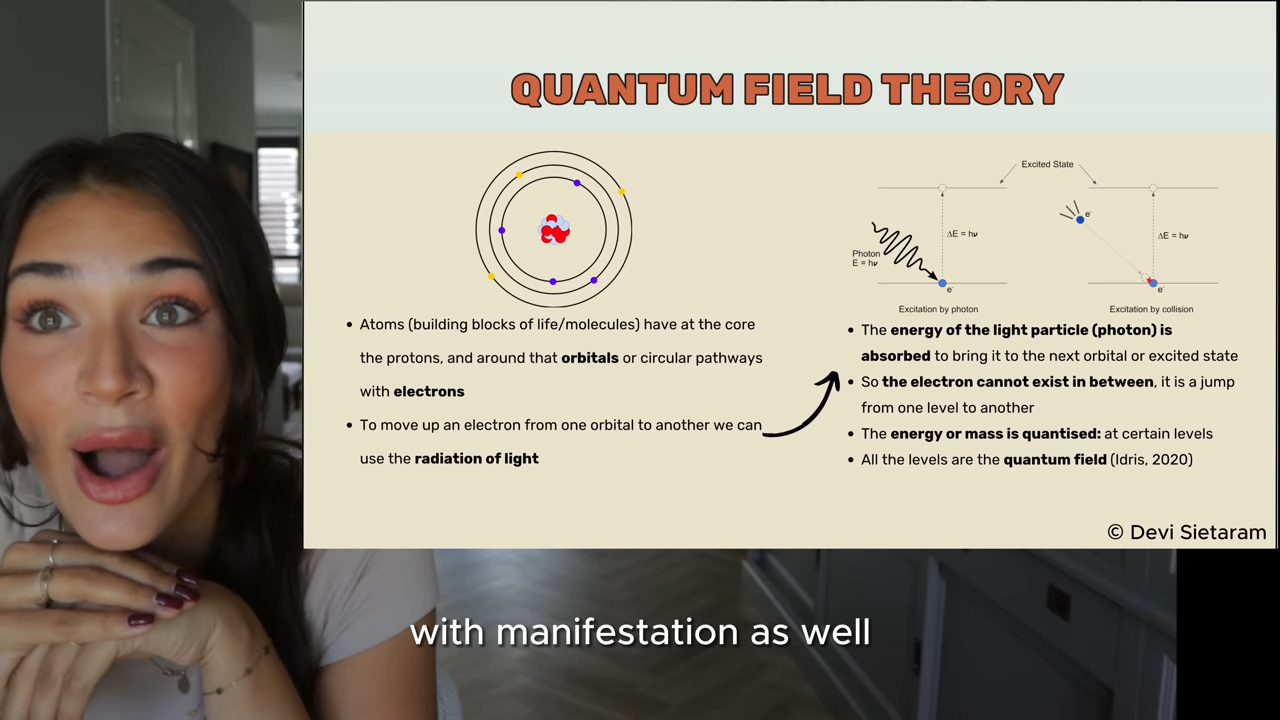 QUANTUM FIELD THEORY
Excited State
e⁻
ΔE = hν
ΔE = hν
Photon
E = hν
e⁻
e⁻
Excitation by photon
Excitation by collision
• Atoms (building blocks of life/molecules) have at the core
the protons, and around that orbitals or circular pathways
with electrons
• To move up an electron from one orbital to another we can
use the radiation of light
• The energy of the light particle (photon) is
absorbed to bring it to the next orbital or excited state
• So the electron cannot exist in between, it is a jump
from one level to another
• The energy or mass is quantised: at certain levels
• All the levels are the quantum field (Idris, 2020)
© Devi Sietaram
with manifestation as well